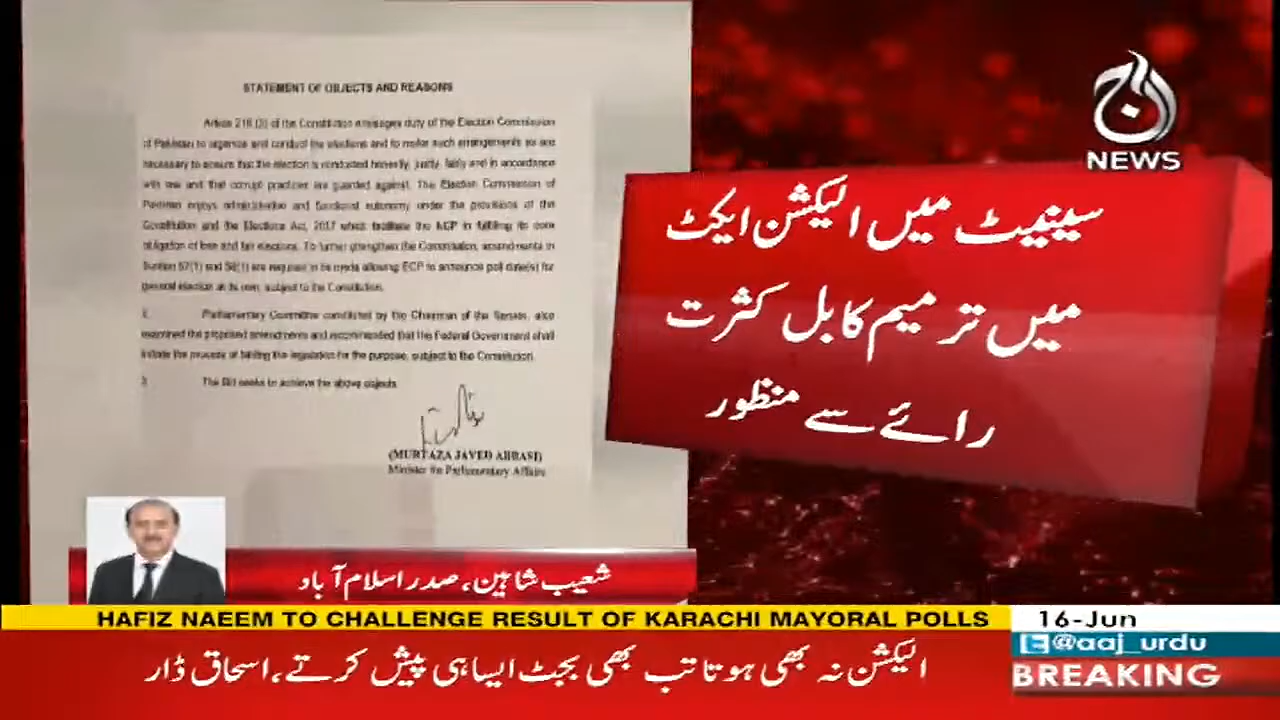 STATEMENT OF OBJECTS AND REASONS
Article 218 (3) of the Constitution envisages duty of the Election Commission
of Pakistan to organize and conduct the elections and to make such arrangements as are
necessary to ensure that the election is conducted honestly, justly, fairly and in accordance
with law and that corrupt practices are guarded against. The Election Commission of
Pakistan enjoys administrative and functional autonomy under the provisions of the
Constitution and the Elections Act, 2017 which facilitate the ECP in fulfilling its core
obligation of free and fair elections. To further strengthen the Commission, amendments in
Section 57(1) and 58(1) are required to be made allowing ECP to announce poll date(s) for
general election at its own, subject to the Constitution.
2. Parliamentary Committee constituted by the Chairman of the Senate, also
examined the proposed amendments and recommended that the Federal Government shall
initiate the process of tabling the legislation for the purpose, subject to the Constitution.
3. The Bill seeks to achieve the above objects.
(MURTAZA JAVED ABBASI)
Minister for Parliamentary Affairs
آج
NEWS
سینیٹ میں الیکشن ایکٹ
میں ترمیم کا بل کثرت
رائے سے منظور
شعیب شاہین، صدر اسلام آباد
HAFIZ NAEEM TO CHALLENGE RESULT OF KARACHI MAYORAL POLLS
16-Jun
@aaj_urdu
BREAKING
الیکشن نہ بھی ہوتا تب بھی بجٹ ایسا ہی پیش کرتے، اسحاق ڈار